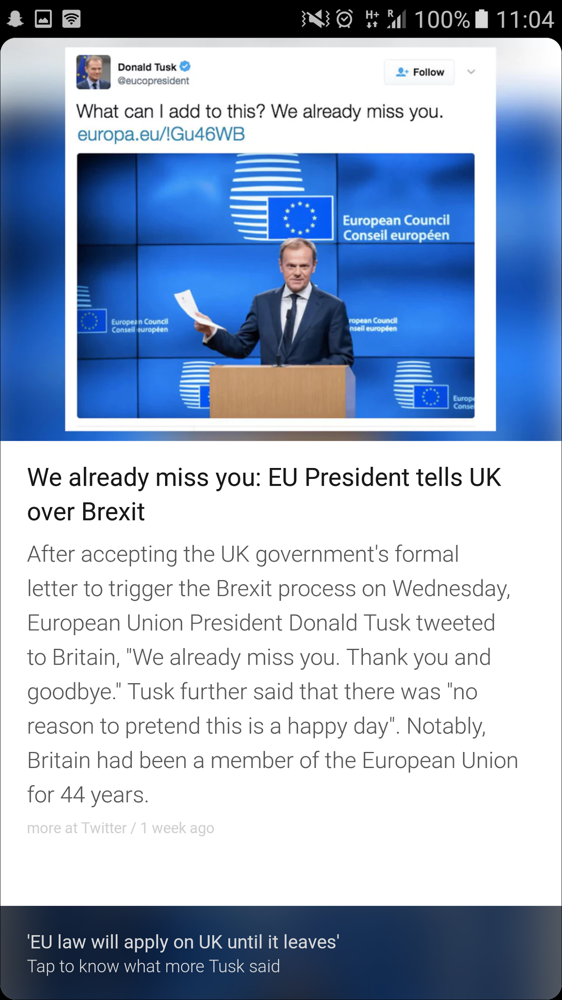 H+ R 100% 11:04
Donald Tusk
@eucopresident
Follow
What can I add to this? We already miss you.
europa.eu/!Gu46WB
European Council
Conseil européen
European Council
Conseil européen
ropean Council
nseil européen
Europe
Consei
We already miss you: EU President tells UK
over Brexit
After accepting the UK government's formal
letter to trigger the Brexit process on Wednesday,
European Union President Donald Tusk tweeted
to Britain, "We already miss you. Thank you and
goodbye." Tusk further said that there was "no
reason to pretend this is a happy day". Notably,
Britain had been a member of the European Union
for 44 years.
more at Twitter / 1 week ago
'EU law will apply on UK until it leaves'
Tap to know what more Tusk said